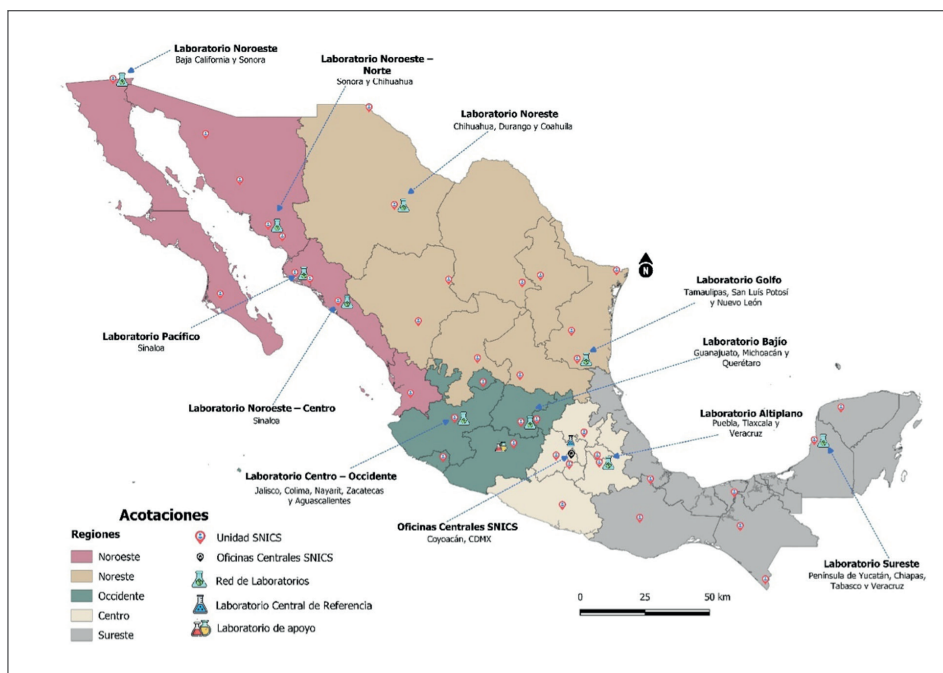 Laboratorio Noroeste
Baja California y Sonora
Laboratorio Noroeste –
Norte
Sonora y Chihuahua
Laboratorio Noreste
Chihuahua, Durango y Coahuila
N
Laboratorio Golfo
Tamaulipas, San Luis Potosí
y Nuevo León
Laboratorio Pacífico
Sinaloa
Laboratorio Bajío
Guanajuato, Michoacán y
Querétaro
Laboratorio Noroeste – Centro
Sinaloa
Laboratorio Altiplano
Puebla, Tlaxcala y
Veracruz
Laboratorio Centro – Occidente
Jalisco, Colima, Nayarit, Zacatecas
y Aguascalientes
Oficinas Centrales SNICS
Coyoacán, CDMX
Laboratorio Sureste
Península de Yucatán, Chiapas,
Tabasco y Veracruz
Acotaciones
Regiones
Noroeste
Noreste
Occidente
Centro
Sureste
Unidad SNICS
Oficinas Centrales SNICS
Red de Laboratorios
Laboratorio Central de Referencia
Laboratorio de apoyo
0 25 50 km